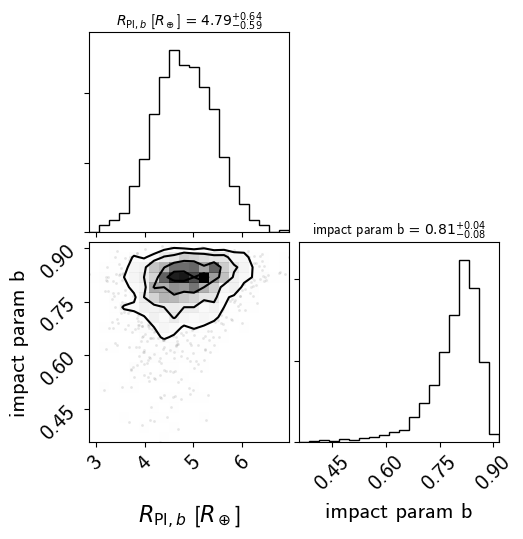 R_{Pl, b} [R_⊕] = 4.79^{+0.64}_{−0.59}
impact param b = 0.81^{+0.04}_{−0.08}
impact param b
0.90
0.75
0.60
0.45
3 4 5 6
0.45 0.60 0.75 0.90
R_{Pl, b} [R_⊕]
impact param b